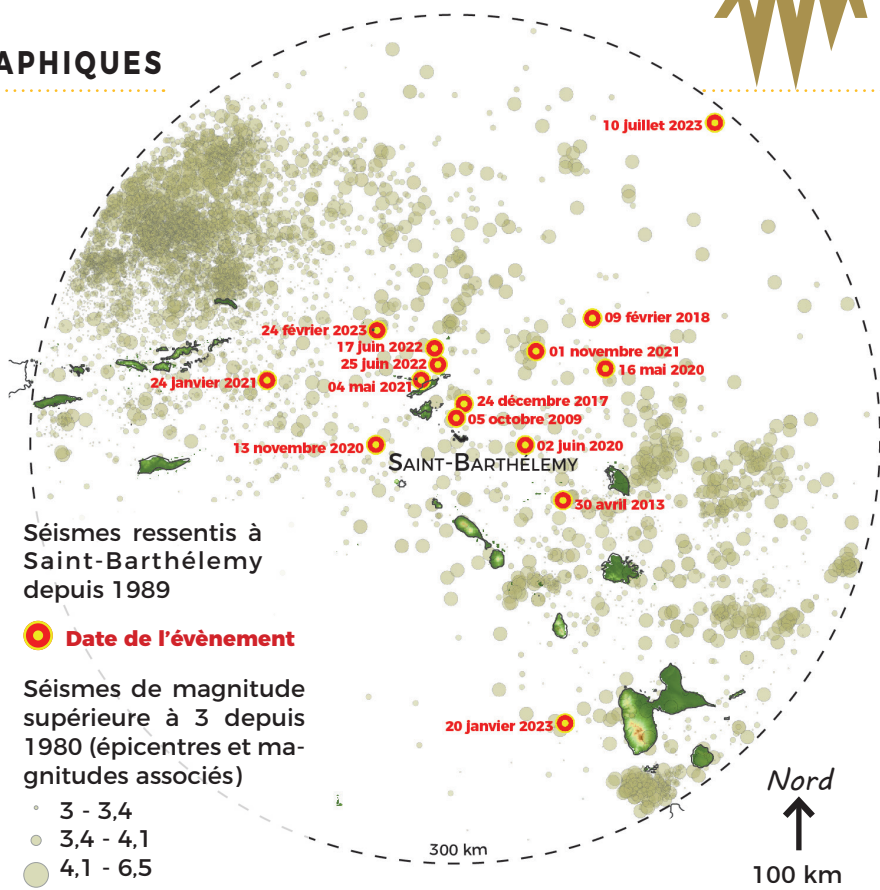 APHIQUES
10 juillet 2023
09 février 2018
24 février 2023
17 juin 2022
01 novembre 2021
25 juin 2022
16 mai 2020
24 janvier 2021
04 mai 2021
24 décembre 2017
05 octobre 2009
13 novembre 2020
02 juin 2020
SAINT-BARTHÉLEMY
30 avril 2013
Séismes ressentis à
Saint-Barthélemy
depuis 1989
Date de l'évènement
Séismes de magnitude
supérieure à 3 depuis
1980 (épicentres et ma-
gnitudes associés)
3 - 3,4
3,4 - 4,1
4,1 - 6,5
20 janvier 2023
300 km
Nord
100 km